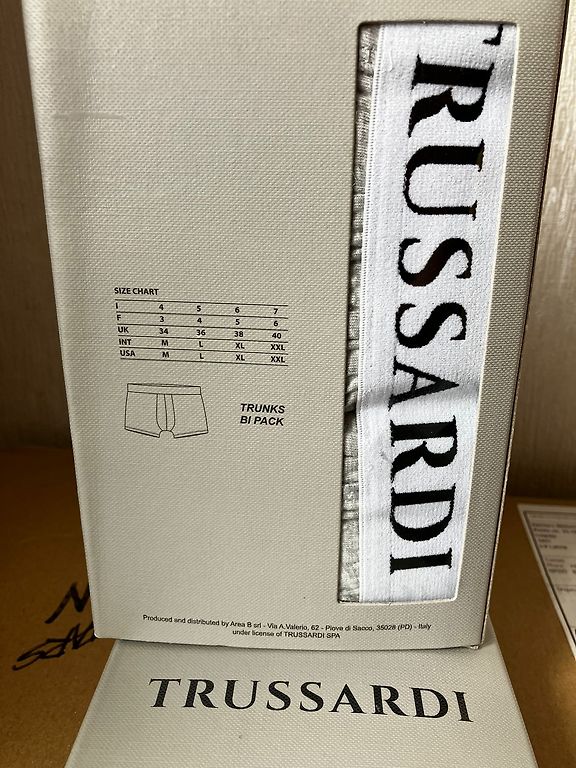 TRUSSARDI
SIZE CHART
I 4 5 6 7
F 3 4 5 6
UK 34 36 38 40
INT M L XL XXL
USA M L XL XXL
TRUNKS
BI PACK
Produced and distributed by Area B srl - Via A.Valerio, 62 - Piove di Sacco, 35028 (PD) - Italy
under license of TRUSSARDI SPA
TRUSSARDI